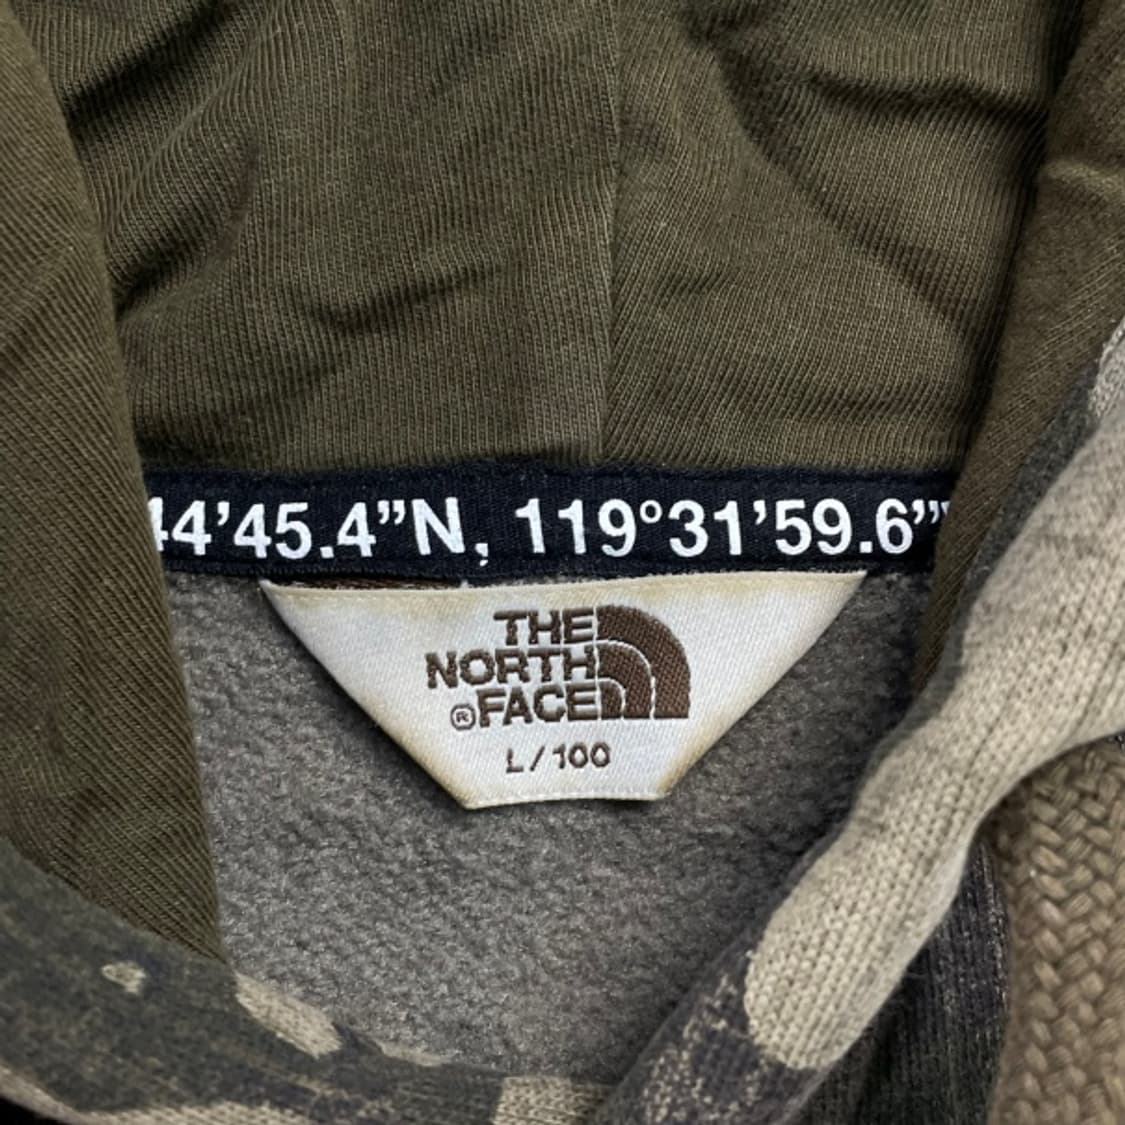 44’45.4”N, 119°31’59.6”
THE
NORTH
®FACE
L / 100